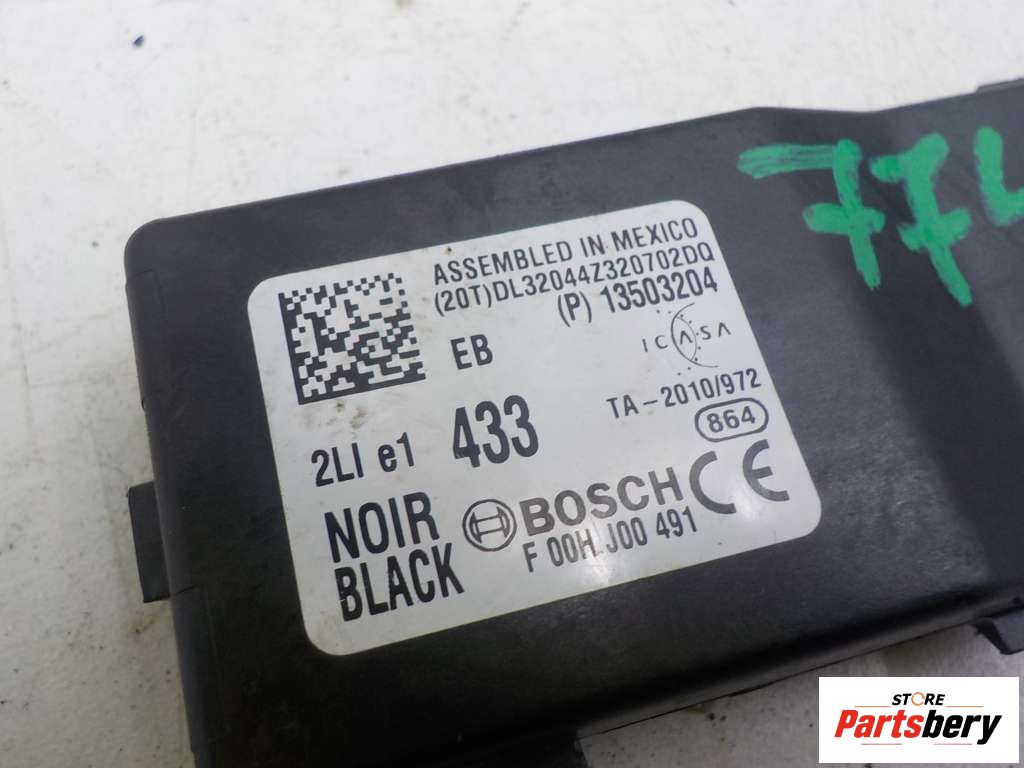 ASSEMBLED IN MEXICO
(20T)DL32044Z320702DQ
(P) 13503204
EB
ICASA
2LI e1 433
TA-2010/972
864
NOIR
BLACK
BOSCH CE
F 00H.J00 491
STORE
Partsbery